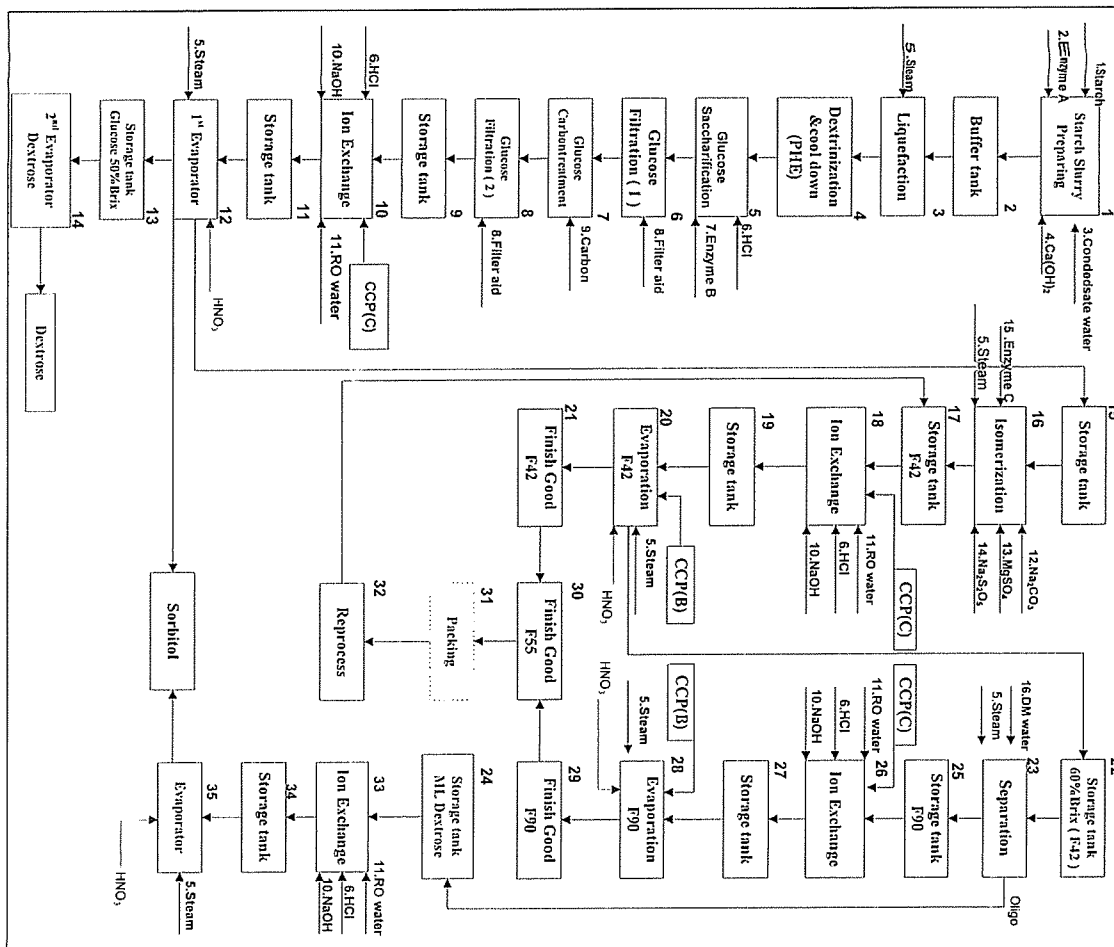 1.Starch
2.Enzyme A
Starch Slurry
Preparing
1
3.Condedsate water
4.Ca(OH)2
Buffer tank
2
5.Steam
Liquefaction
3
Dextrinization
&cool down
(PHE)
4
Glucose
Saccharification
5
6.HCl
7.Enzyme B
Glucose
Filtration ( 1 )
6
8.Filter aid
Glucose
Carbontreatment
7
9.Carbon
Glucose
Filtration ( 2 )
8
8.Filter aid
Storage tank
9
6.HCl
10.NaOH
Ion Exchange
10
CCP(C)
11.RO water
Storage tank
11
5.Steam
1st Evaporator
12
HNO3
Storage tank
Glucose 50%Brix
13
2nd Evaporator
Dextrose
14
Dextrose
15
Storage tank
15.Enzyme C
5.Steam
Isomerization
16
12.Na2CO3
13.MgSO4
14.Na2S2O5
Storage tank
F42
17
Ion Exchange
18
CCP(C)
11.RO water
6.HCl
10.NaOH
Storage tank
19
Evaporation
F42
20
CCP(B)
5.Steam
HNO3
Finish Good
F42
21
Finish Good
F55
30
Packing
31
Reprocess
32
Sorbitol
Storage tank
60%Brix ( F42 )
16.DM water
5.Steam
Separation
23
Oligo
Storage tank
F90
25
CCP(C)
11.RO water
6.HCl
10.NaOH
Ion Exchange
26
Storage tank
27
CCP(B)
5.Steam
HNO3
Evaporation
F90
28
Finish Good
F90
29
Storage tank
ML Dextrose
24
Ion Exchange
33
11.RO water
6.HCl
10.NaOH
Storage tank
34
Evaporator
35
5.Steam
HNO3